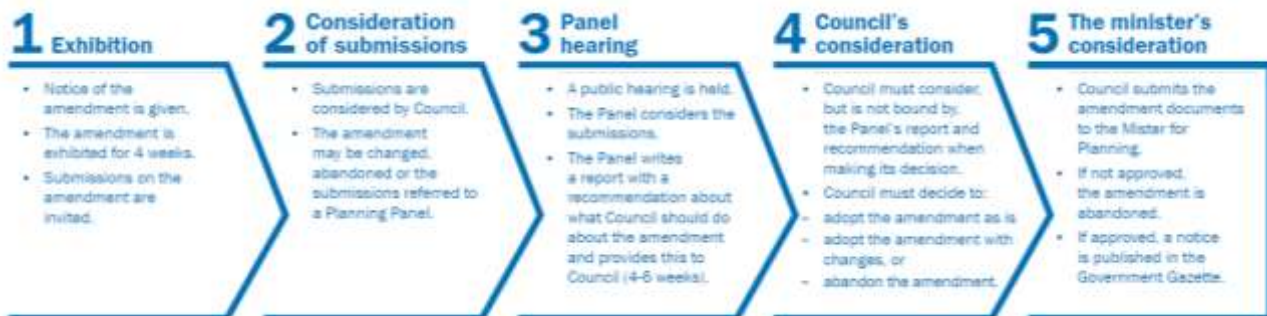 1 Exhibition
• Notice of the
amendment is given.
• The amendment is
exhibited for 4 weeks.
• Submissions on the
amendment are
invited.
2 Consideration
of submissions
• Submissions are
considered by Council.
• The amendment
may be changed,
abandoned or the
submissions referred to
a Planning Panel.
3 Panel
hearing
• A public hearing is held.
• The Panel considers the
submissions.
• The Panel writes
a report with a
recommendation about
what Council should do
about the amendment
and provides this to
Council (4-6 weeks).
4 Council's
consideration
• Council must consider,
but is not bound by,
the Panel's report and
recommendation when
making its decision.
• Council must decide to:
– adopt the amendment as is
– adopt the amendment with
changes, or
– abandon the amendment.
5 The minister's
consideration
• Council submits the
amendment documents
to the Mister for
Planning.
• If not approved,
the amendment is
abandoned.
• If approved, a notice
is published in the
Government Gazette.